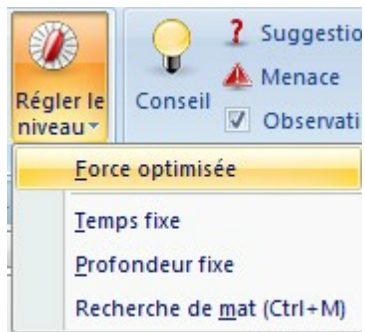 Régler le
niveau
Conseil
Suggestio
Menace
Observati
Force optimisée
Temps fixe
Profondeur fixe
Recherche de mat (Ctrl+M)